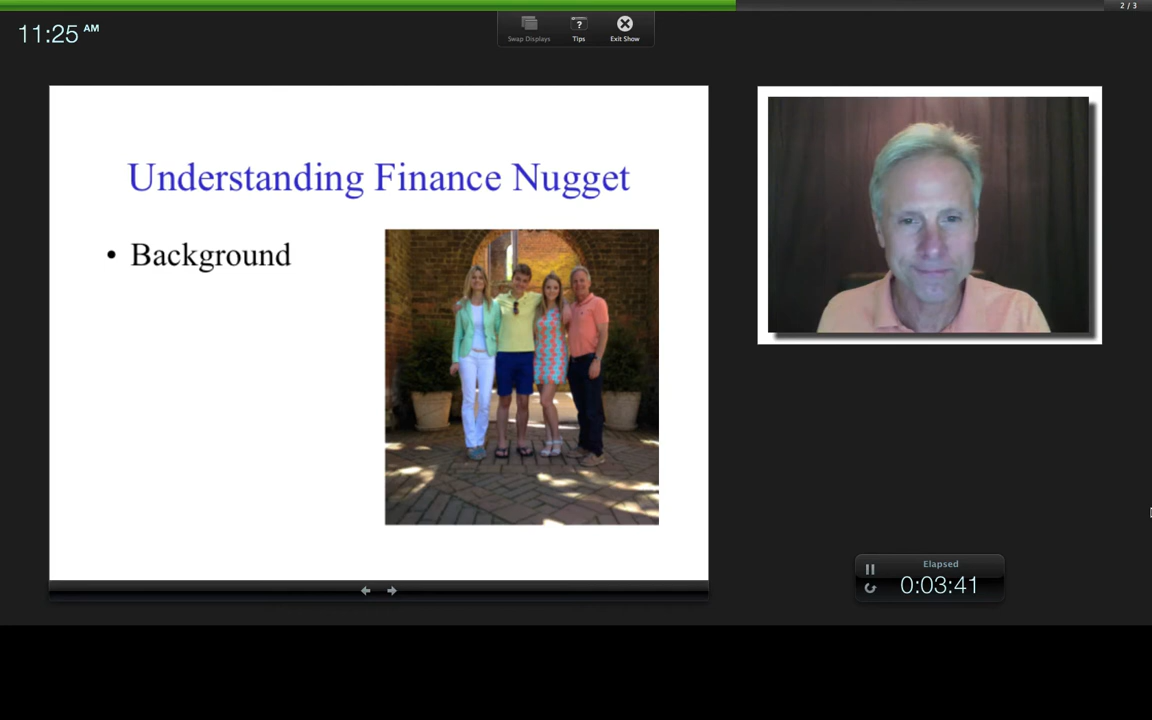 2 / 3
11:25 AM
Swap Displays
Tips
Exit Show
Understanding Finance Nugget
• Background
Elapsed
0:03:41